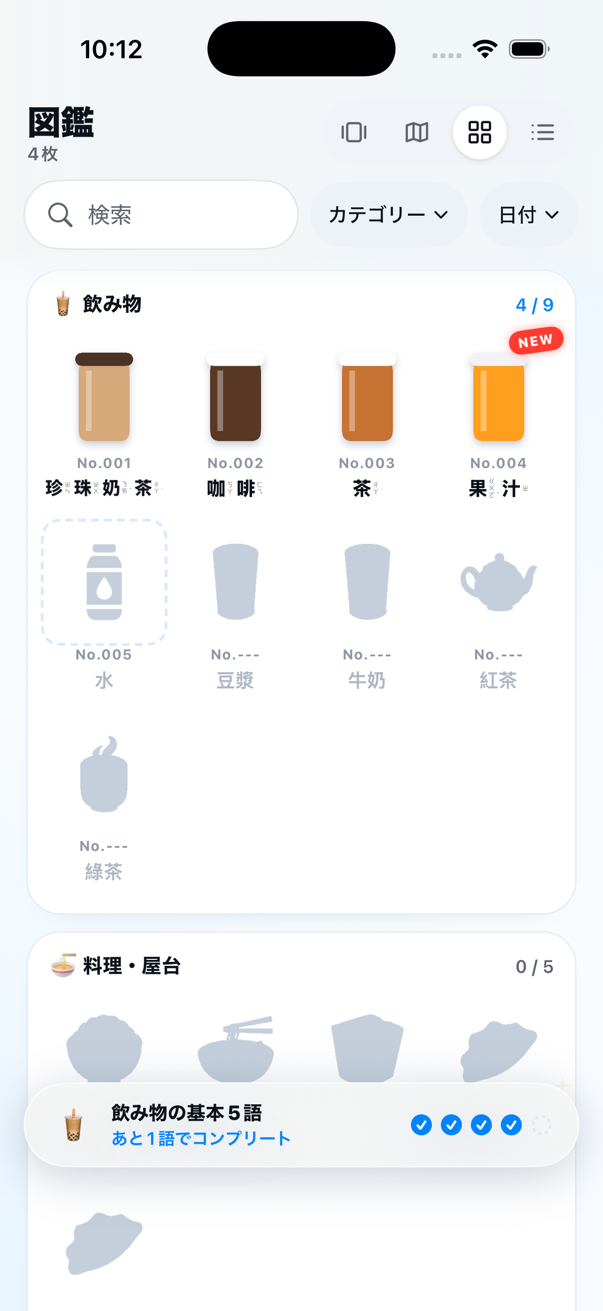 10:12
図鑑
4枚
検索
カテゴリー
日付
飲み物
4 / 9
NEW
No.001
No.002
No.003
No.004
珍珠奶茶
咖啡
茶
果汁
No.005
No.---
No.---
No.---
水
豆漿
牛奶
紅茶
No.---
綠茶
料理・屋台
0 / 5
飲み物の基本5語
あと1語でコンプリート